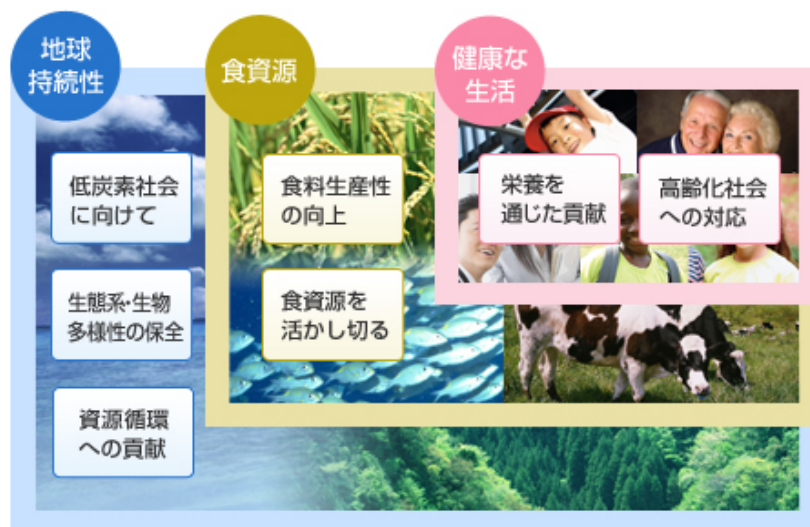 地球
持続性
食資源
健康な
生活
低炭素社会
に向けて
生態系・生物
多様性の保全
資源循環
への貢献
食料生産性
の向上
食資源を
活かし切る
栄養を
通じた貢献
高齢化社会
への対応